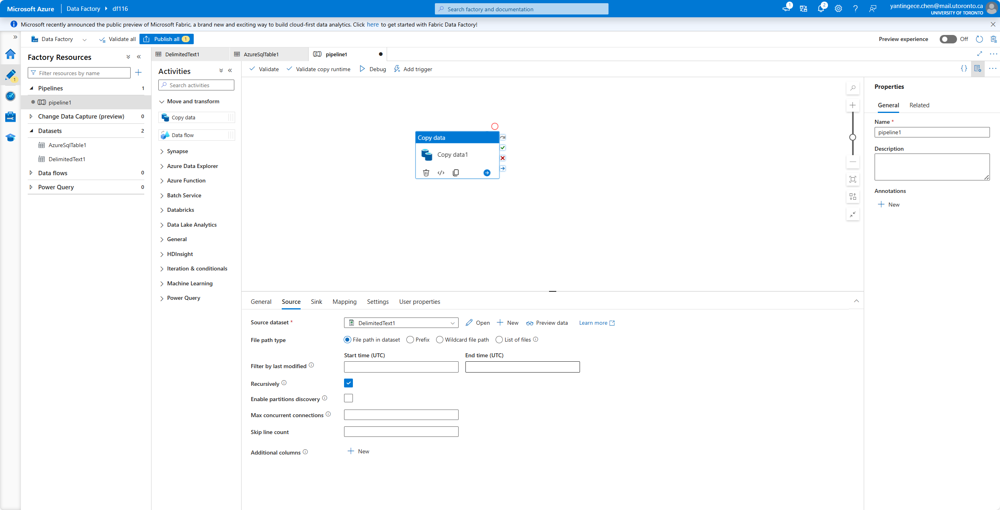 Microsoft Azure Data Factory df116 Search factory and documentation 1 2 yantingece.chen@mail.utoronto.ca
UNIVERSITY OF TORONTO
Microsoft recently announced the public preview of Microsoft Fabric, a brand new and exciting way to build cloud-first data analytics. Click here to get started with Fabric Data Factory!
Data Factory Validate all Publish all 1 Preview experience Off
1
Factory Resources
Filter resources by name
Pipelines 1
pipeline1
Change Data Capture (preview) 0
Datasets 2
AzureSqlTable1
DelimitedText1
Data flows 0
Power Query 0
DelimitedText1 AzureSqlTable1 pipeline1
Activities
Search activities
Move and transform
Copy data
Data flow
Synapse
Azure Data Explorer
Azure Function
Batch Service
Databricks
Data Lake Analytics
General
HDInsight
Iteration & conditionals
Machine Learning
Power Query
Validate Validate copy runtime Debug Add trigger
Copy data
Copy data1
General Source Sink Mapping Settings User properties
Source dataset * DelimitedText1 Open New Preview data Learn more
File path type File path in dataset Prefix Wildcard file path List of files
Start time (UTC) End time (UTC)
Filter by last modified
Recursively
Enable partitions discovery
Max concurrent connections
Skip line count
Additional columns New
Properties
General Related
Name *
pipeline1
Description
Annotations
New